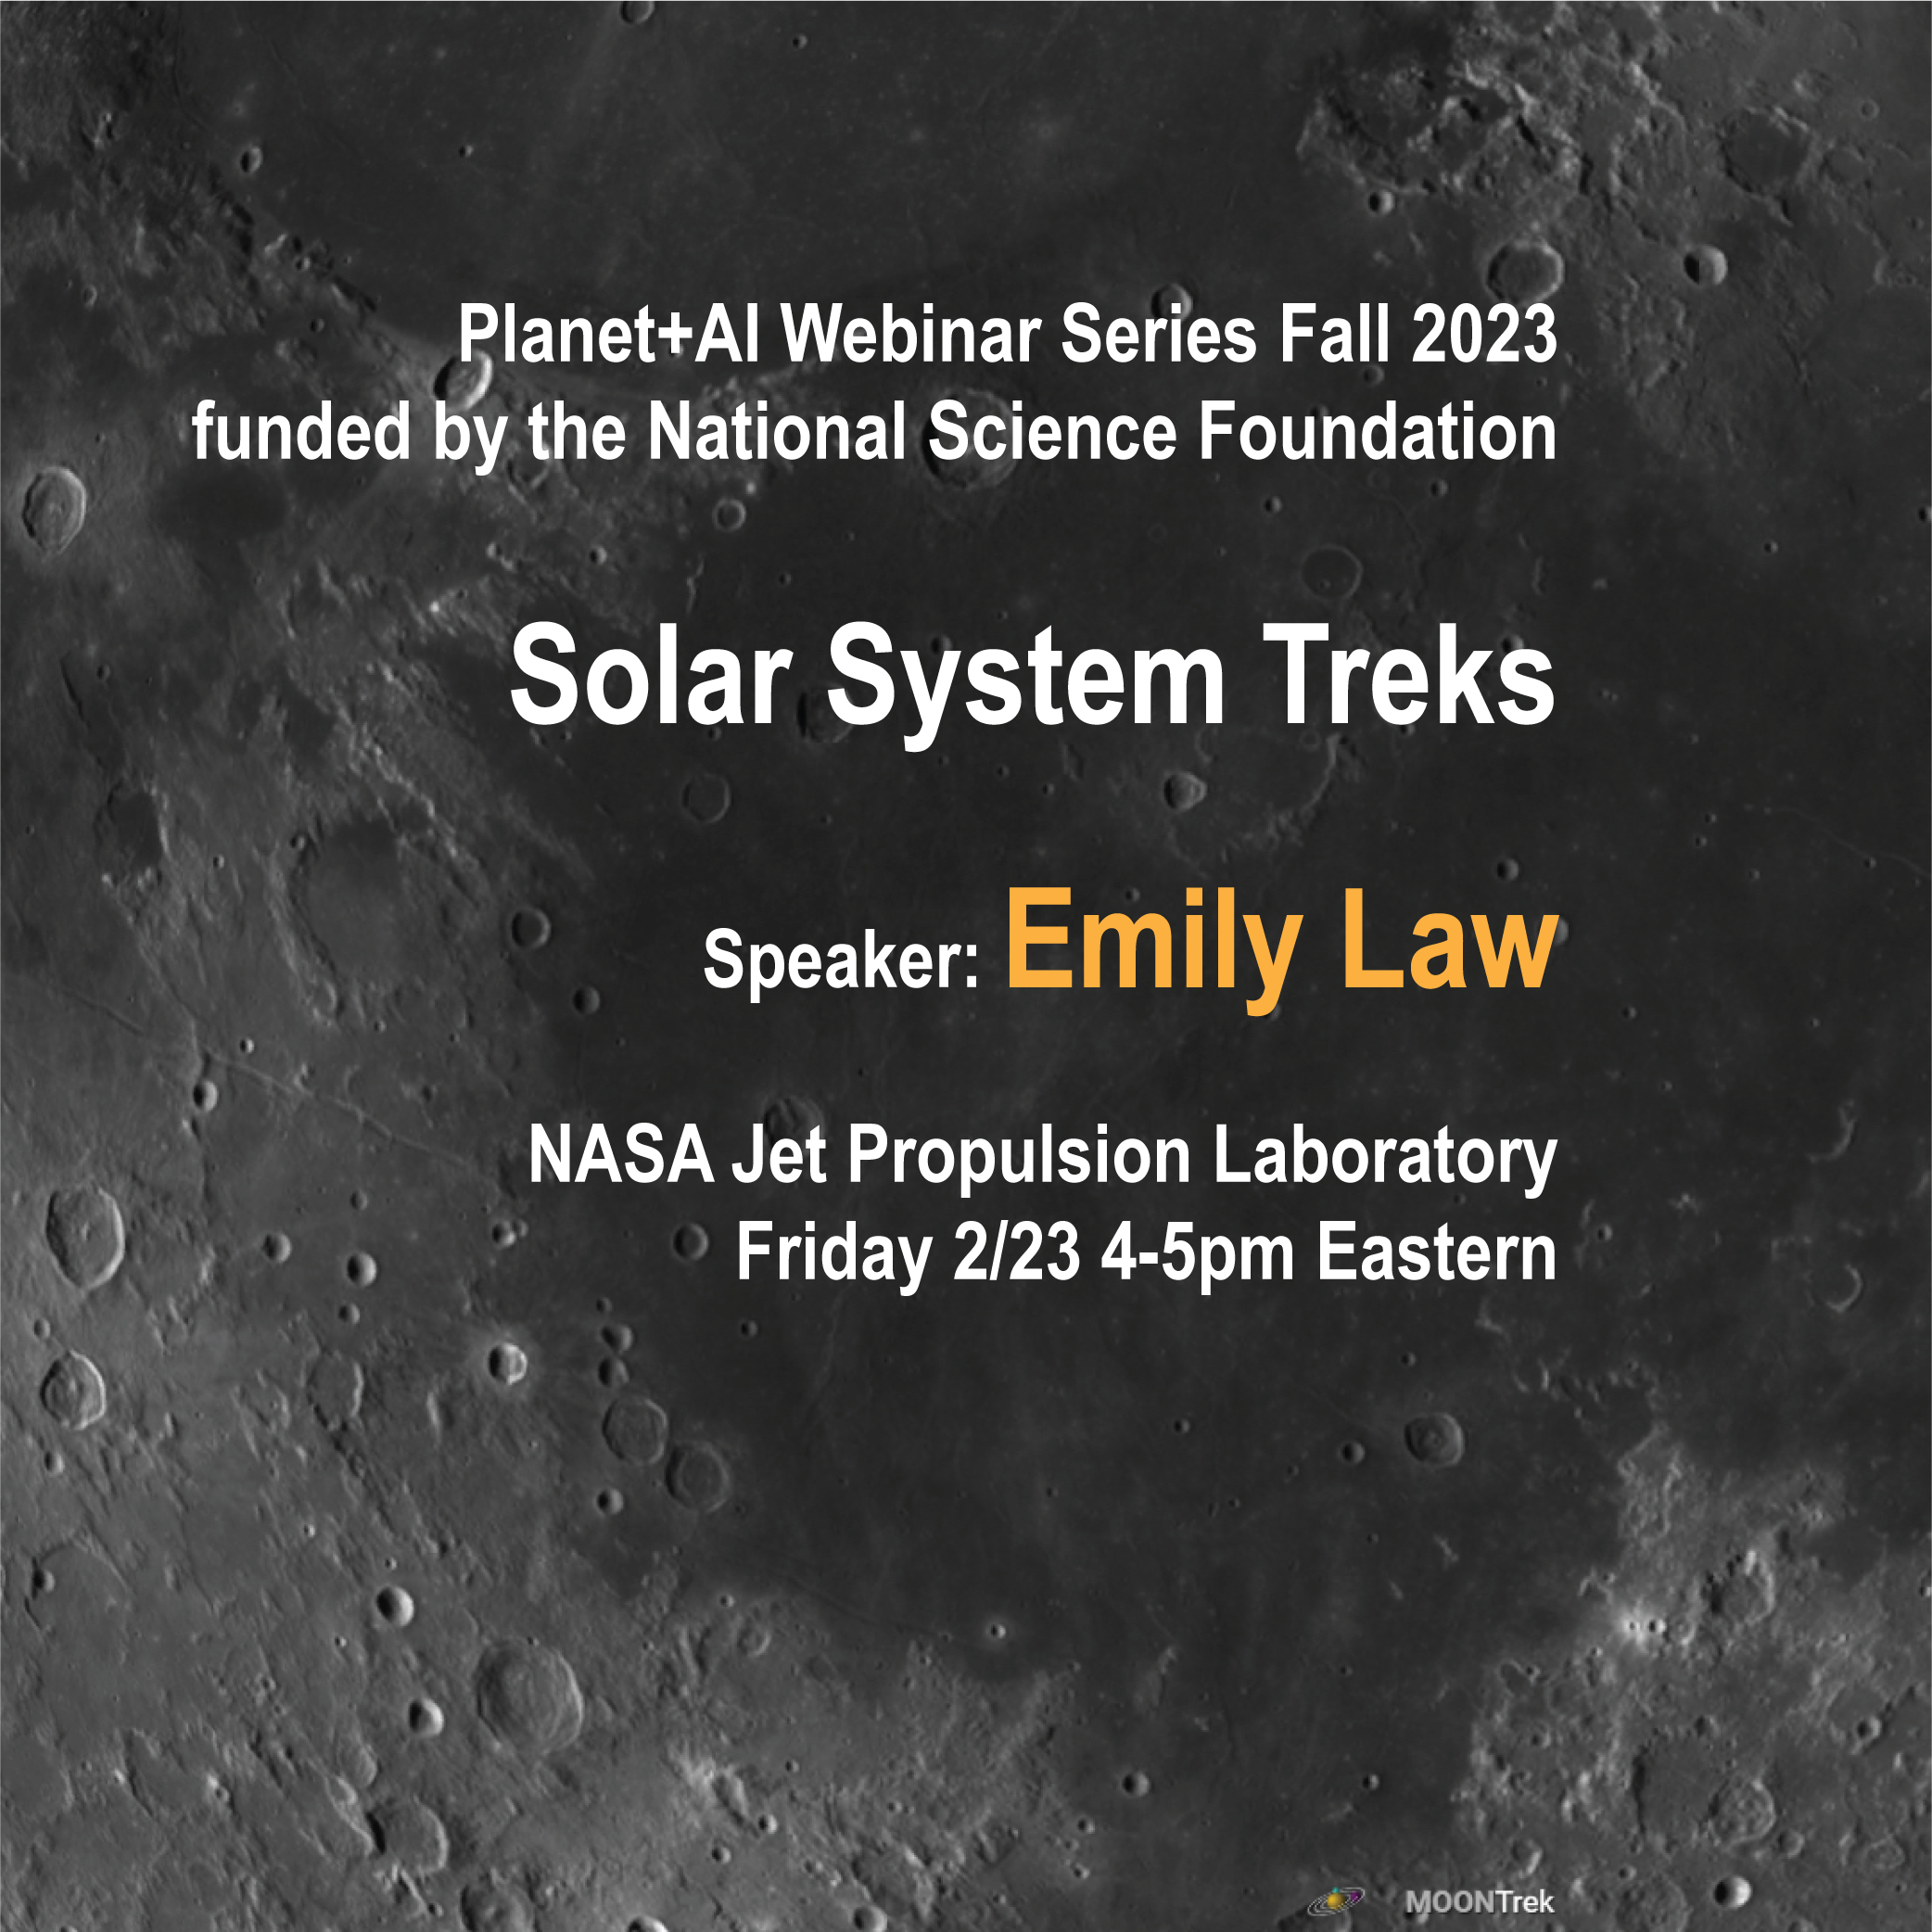 Planet+AI Webinar Series Fall 2023
funded by the National Science Foundation
Solar System Treks
Speaker: Emily Law
NASA Jet Propulsion Laboratory
Friday 2/23 4-5pm Eastern
MOONTrek